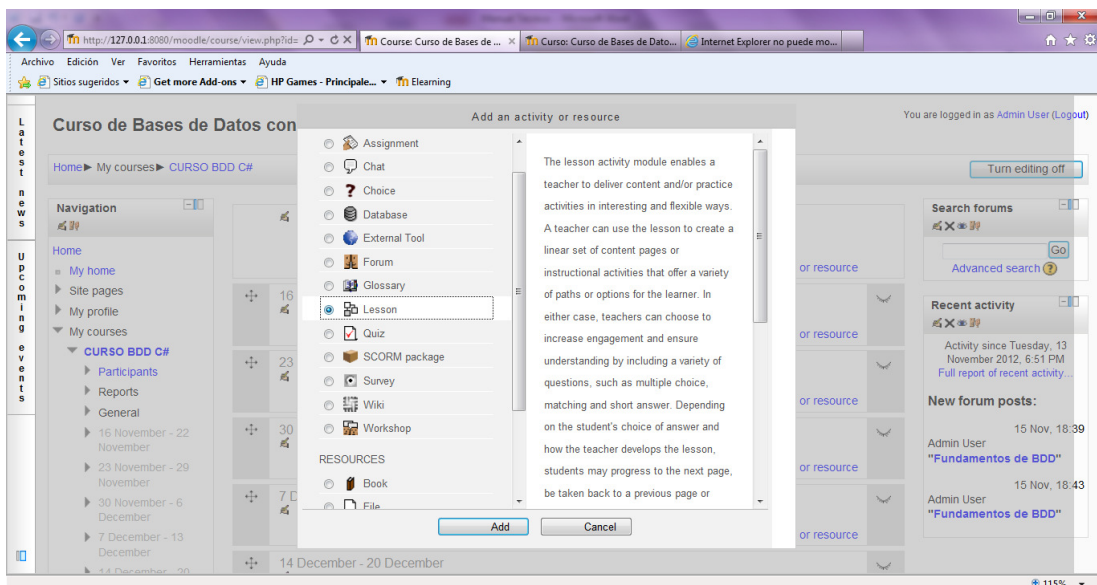 http://127.0.0.1:8080/moodle/course/view.php?id=
Course: Curso de Bases de ...
Curso: Curso de Bases de Dato...
Internet Explorer no puede mo...
Archivo Edición Ver Favoritos Herramientas Ayuda
Sitios sugeridos Get more Add-ons HP Games - Principale... Elearning
Latest news
Upcoming events
Curso de Bases de Datos con
You are logged in as Admin User (Logout)
Home ► My courses ► CURSO BDD C#
Turn editing off
Navigation
Home
My home
Site pages
My profile
My courses
CURSO BDD C#
Participants
Reports
General
16 November - 22
November
23 November - 29
November
30 November - 6
December
7 December - 13
December
14 December - 20
or resource
16
or resource
23
or resource
30
or resource
7 D
or resource
14 December - 20 December
Add an activity or resource
Assignment
Chat
Choice
Database
External Tool
Forum
Glossary
Lesson
Quiz
SCORM package
Survey
Wiki
Workshop
RESOURCES
Book
File
The lesson activity module enables a
teacher to deliver content and/or practice
activities in interesting and flexible ways.
A teacher can use the lesson to create a
linear set of content pages or
instructional activities that offer a variety
of paths or options for the learner. In
either case, teachers can choose to
increase engagement and ensure
understanding by including a variety of
questions, such as multiple choice,
matching and short answer. Depending
on the student's choice of answer and
how the teacher develops the lesson,
students may progress to the next page,
be taken back to a previous page or
Add
Cancel
Search forums
Go
Advanced search
Recent activity
Activity since Tuesday, 13
November 2012, 6:51 PM
Full report of recent activity...
New forum posts:
15 Nov, 18:39
Admin User
"Fundamentos de BDD"
15 Nov, 18:43
Admin User
"Fundamentos de BDD"
115%